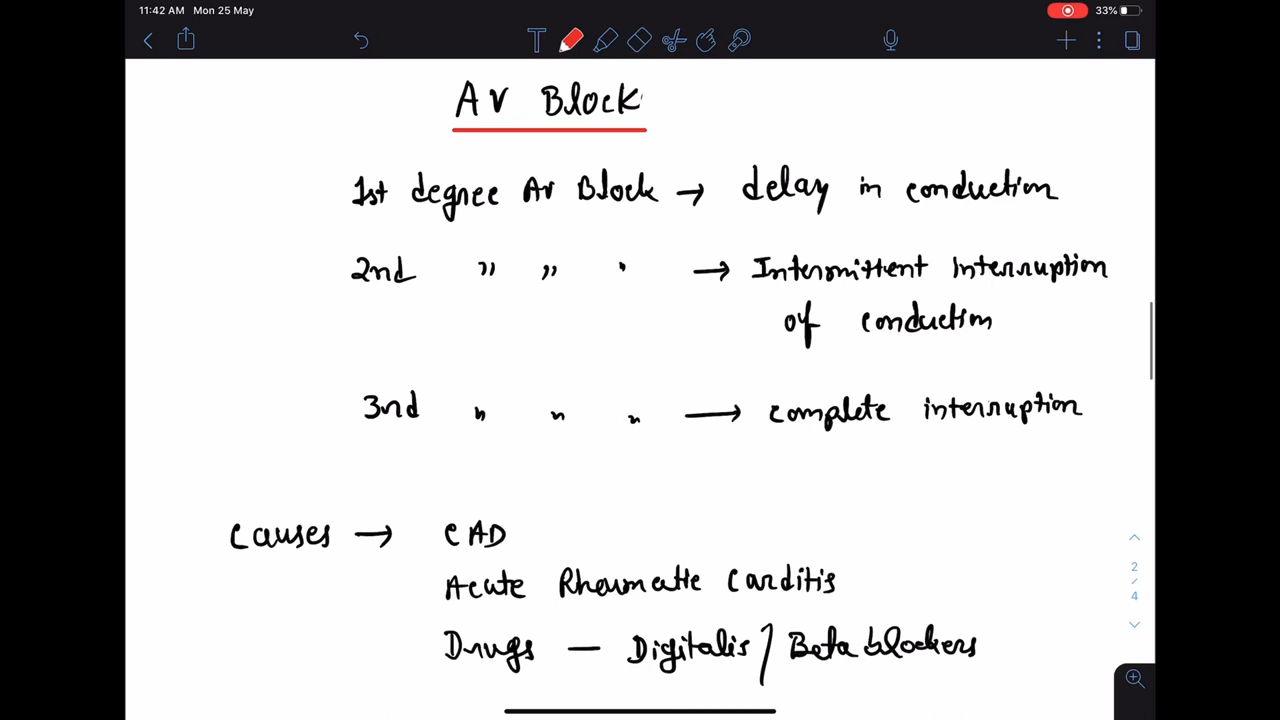 11:42 AM Mon 25 May
33%
T
AV Block
1st degree AV Block → delay in conduction
2nd " " " → Intermittent Interruption
of conduction
3nd " " " → complete interruption
Causes → CAD
Acute Rheumatic Carditis
Drugs — Digitalis / Beta blockers
2
/
4